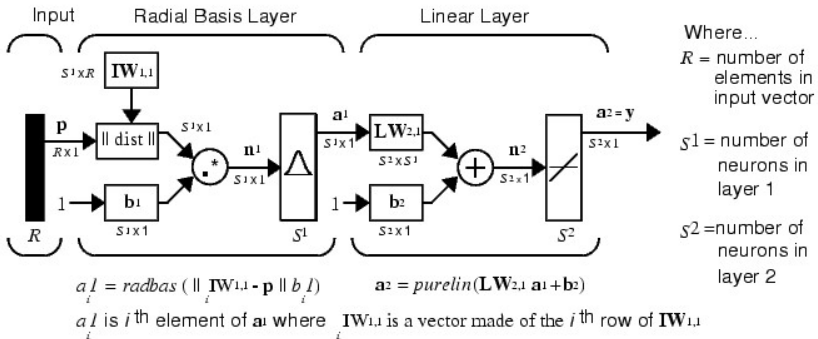 Input Radial Basis Layer Linear Layer
Where...
R = number of
elements in
input vector
S1 = number of
neurons in
layer 1
S2 =number of
neurons in
layer 2
S1xR IW1,1
p
Rx1
|| dist ||
S1x1
.*
n1
S1x1
a1
S1x1
LW2,1
S2xS1
+
n2
S2x1
a2 = y
S2x1
1 b1
S1x1
1 b2
S2x1
R S1 S2
ai1 = radbas ( || iIW1,1 - p || bi1) a2 = purelin(LW2,1 a1+b2)
ai1 is i th element of a1 where iIW1,1 is a vector made of the i th row of IW1,1